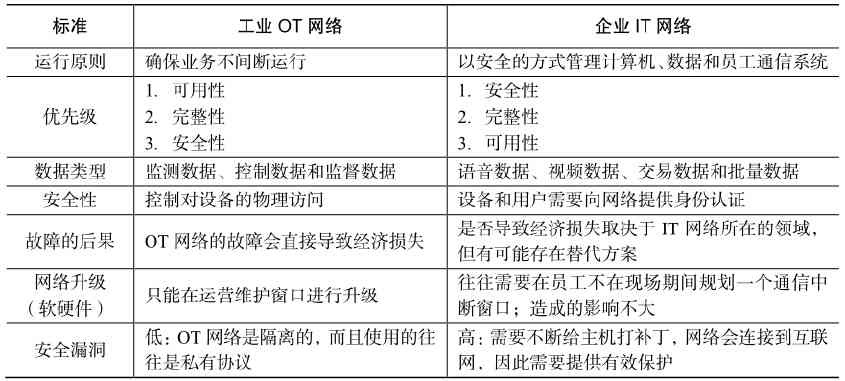 标准 工业 OT 网络 企业 IT 网络
运行原则 确保业务不间断运行 以安全的方式管理计算机、数据和员工通信系统
优先级
1. 可用性
2. 完整性
3. 安全性
1. 安全性
2. 完整性
3. 可用性
数据类型 监测数据、控制数据和监督数据 语音数据、视频数据、交易数据和批量数据
安全性 控制对设备的物理访问 设备和用户需要向网络提供身份认证
故障的后果 OT 网络的故障会直接导致经济损失
是否导致经济损失取决于 IT 网络所在的领域，
但有可能存在替代方案
网络升级
（软硬件）
只能在运营维护窗口进行升级
往往需要在员工不在现场期间规划一个通信中
断窗口；造成的影响不大
安全漏洞
低：OT 网络是隔离的，而且使用的往
往是私有协议
高：需要不断给主机打补丁，网络会连接到互联
网，因此需要提供有效保护